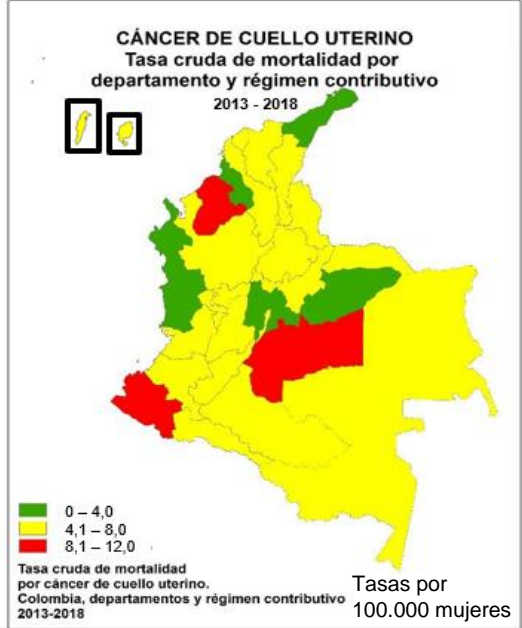 CÁNCER DE CUELLO UTERINO
Tasa cruda de mortalidad por
departamento y régimen contributivo
2013 - 2018
0 – 4,0
4,1 – 8,0
8,1 – 12,0
Tasa cruda de mortalidad
por cáncer de cuello uterino.
Colombia, departamentos y régimen contributivo
2013-2018
Tasas por
100.000 mujeres